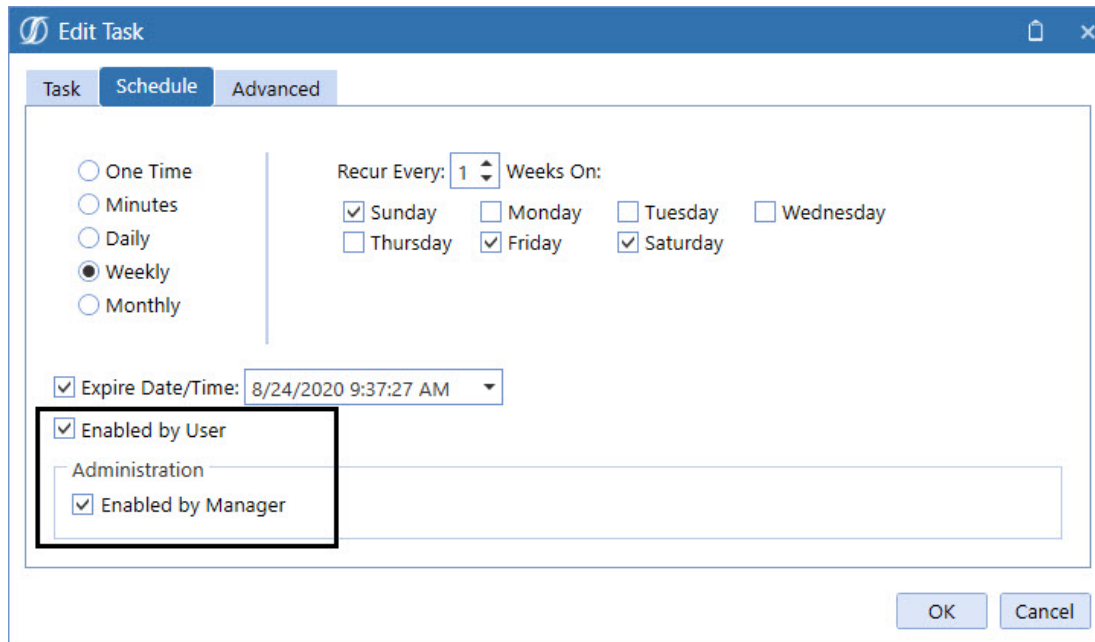 Edit Task
Task Schedule Advanced
One Time
Minutes
Daily
Weekly
Monthly
Recur Every: 1 Weeks On:
Sunday Monday Tuesday Wednesday
Thursday Friday Saturday
Expire Date/Time: 8/24/2020 9:37:27 AM
Enabled by User
Administration
Enabled by Manager
OK Cancel